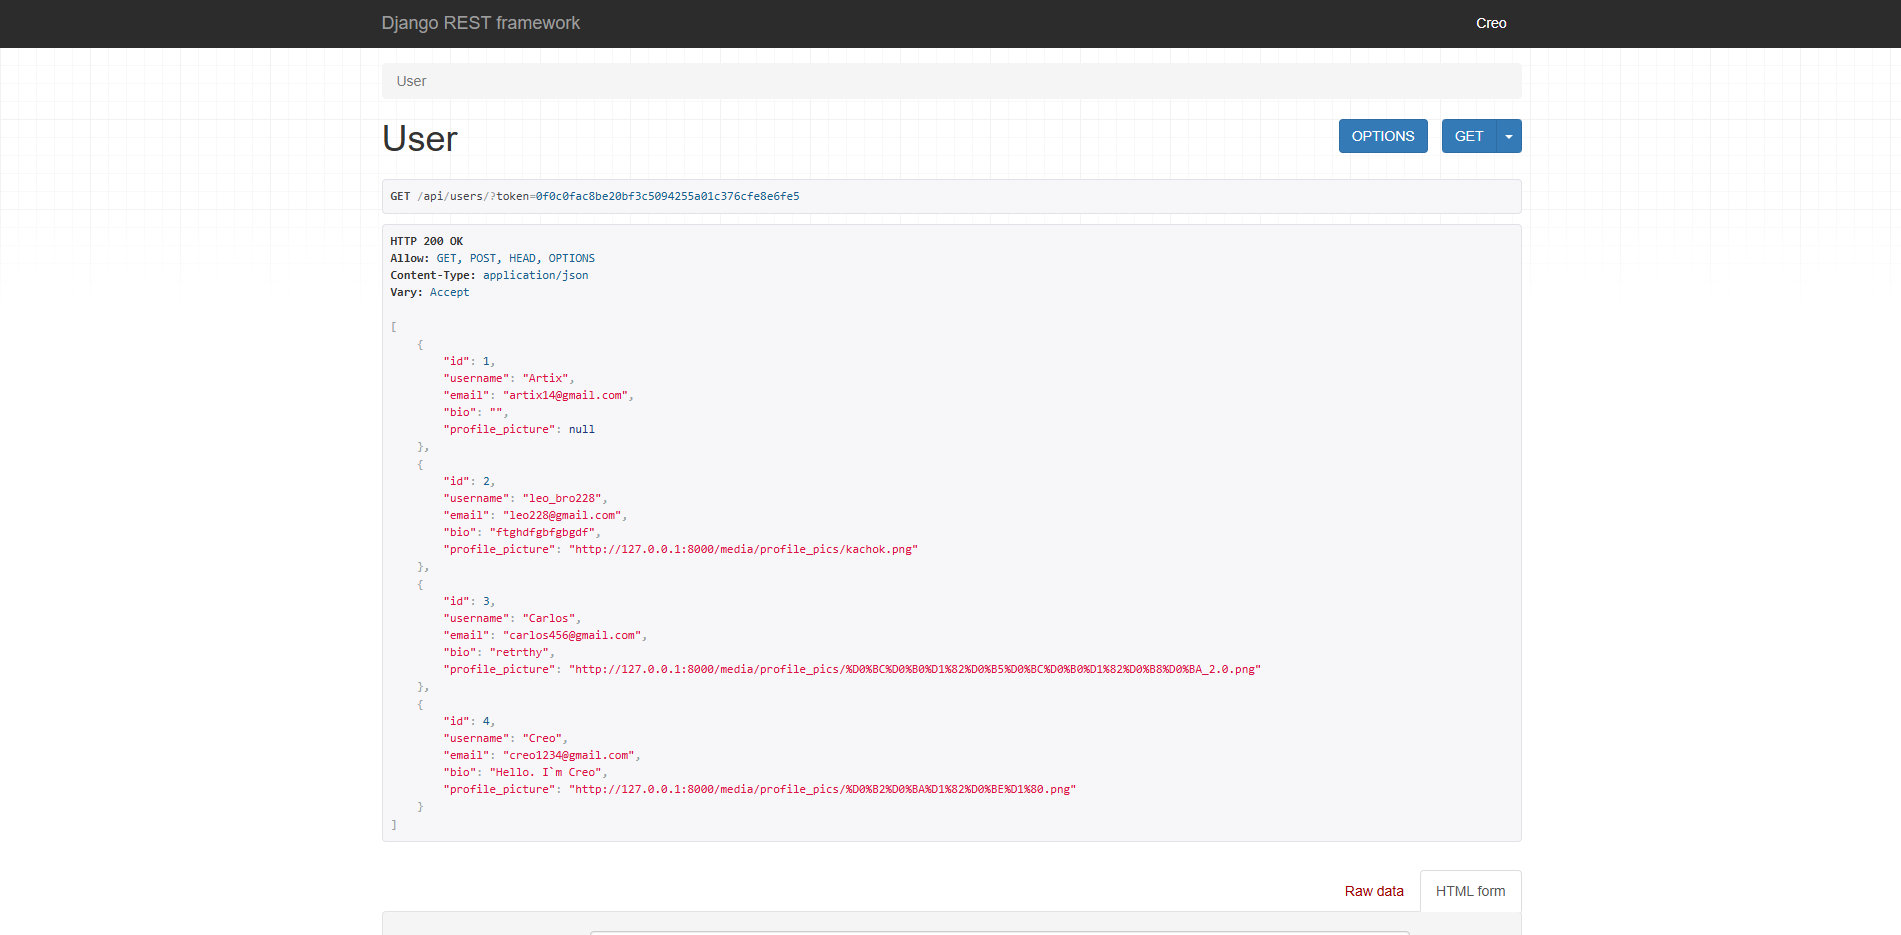 Django REST framework
Creo
User
User
OPTIONS
GET
GET /api/users/?token=0f0c0fac8be20bf3c5094255a01c376cfe8e6fe5
HTTP 200 OK
Allow: GET, POST, HEAD, OPTIONS
Content-Type: application/json
Vary: Accept
[
    {
        "id": 1,
        "username": "Artix",
        "email": "artix14@gmail.com",
        "bio": "",
        "profile_picture": null
    },
    {
        "id": 2,
        "username": "leo_bro228",
        "email": "leo228@gmail.com",
        "bio": "ftghdfgbfgbgdf",
        "profile_picture": "http://127.0.0.1:8000/media/profile_pics/kachok.png"
    },
    {
        "id": 3,
        "username": "Carlos",
        "email": "carlos456@gmail.com",
        "bio": "retrthy",
        "profile_picture": "http://127.0.0.1:8000/media/profile_pics/%D0%BC%D0%B0%D1%82%D0%B5%D0%BC%D0%B0%D1%82%D0%B8%D0%BA_2.0.png"
    },
    {
        "id": 4,
        "username": "Creo",
        "email": "creo1234@gmail.com",
        "bio": "Hello. I`m Creo",
        "profile_picture": "http://127.0.0.1:8000/media/profile_pics/%D0%B2%D0%BA%D1%82%D0%BE%D1%80.png"
    }
]
Raw data
HTML form